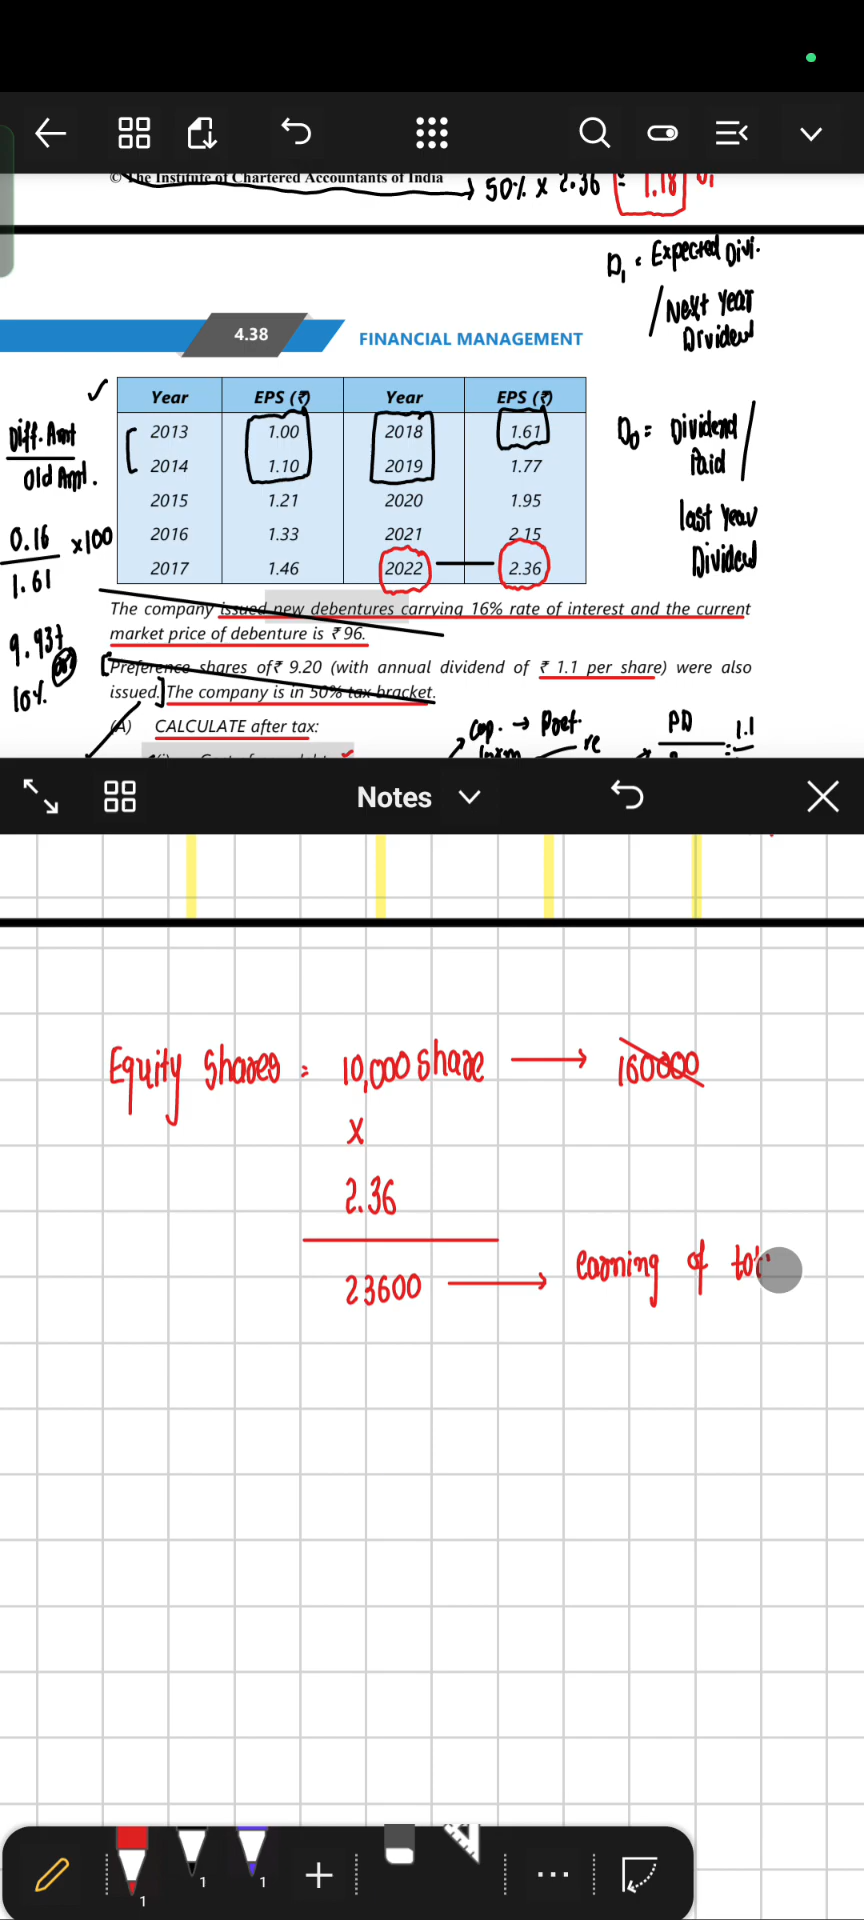 © The Institute of Chartered Accountants of India
50% x 2.36 = 1.18 D1
D1 = Expected Divi.
/ Next Year
Dividend
4.38
FINANCIAL MANAGEMENT
Year EPS (₹) Year EPS (₹)
2013 1.00 2018 1.61
2014 1.10 2019 1.77
2015 1.21 2020 1.95
2016 1.33 2021 2.15
2017 1.46 2022 2.36
Diff. Amt
Old Amt.
0.16 x100
1.61
9.937
10%
D0 = Dividend /
Paid
last Year
Dividend
The company issued new debentures carrying 16% rate of interest and the current
market price of debenture is ₹ 96.
Preference shares of ₹ 9.20 (with annual dividend of ₹ 1.1 per share) were also
issued. The company is in 50% tax bracket.
(A) CALCULATE after tax:
PD
1.1
Notes
Equity Shares = 10,000 share → 160000
x
2.36
23600 → earning of
1
1
1